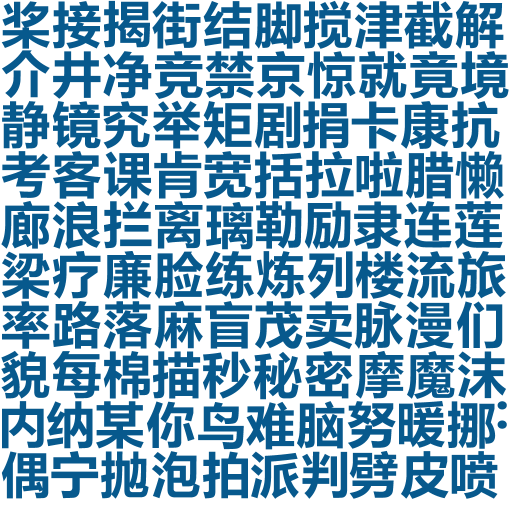 桨接揭街结脚搅津截解
介井净竞禁京惊就竟境
静镜究举矩剧捐卡康抗
考客课肯宽括拉啦腊懒
廊浪拦离璃勒励隶连莲
梁疗廉脸练炼列楼流旅
率路落麻盲茂卖脉漫们
貌每棉描秒秘密摩魔沫
内纳某你鸟难脑努暖挪:
偶宁抛泡拍派判劈皮喷